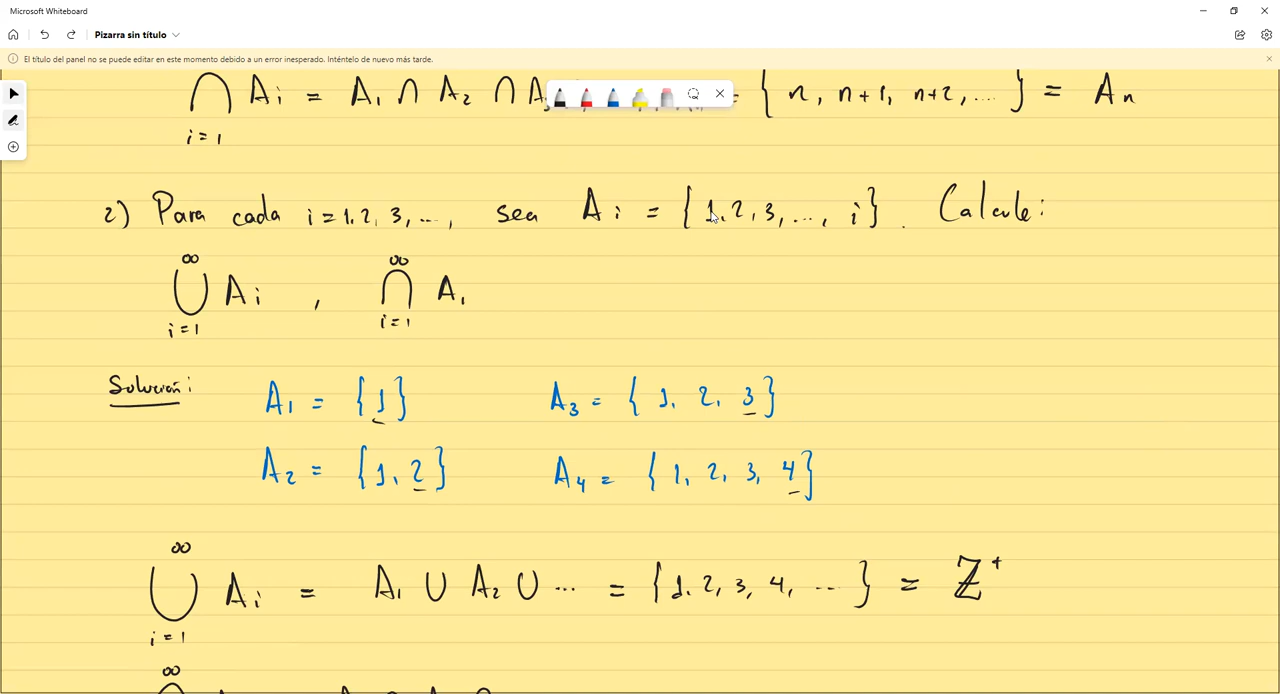 Microsoft Whiteboard
Pizarra sin título
El título del panel no se puede editar en este momento debido a un error inesperado. Inténtelo de nuevo más tarde.
⋂ Ai = A1 ∩ A2 ∩ A = { n, n+1, n+2, ... } = An
i=1
2) Para cada i=1,2,3,..., sea Ai = {1,2,3,..., i}. Calcule:
∞ ∞
⋃ Ai , ⋂ A1
i=1 i=1
Solución: A1 = {1} A3 = {1, 2, 3}
A2 = {1, 2} A4 = {1, 2, 3, 4}
∞
⋃ Ai = A1 ∪ A2 ∪ ... = {1, 2, 3, 4, ...} = Z+
i=1
∞